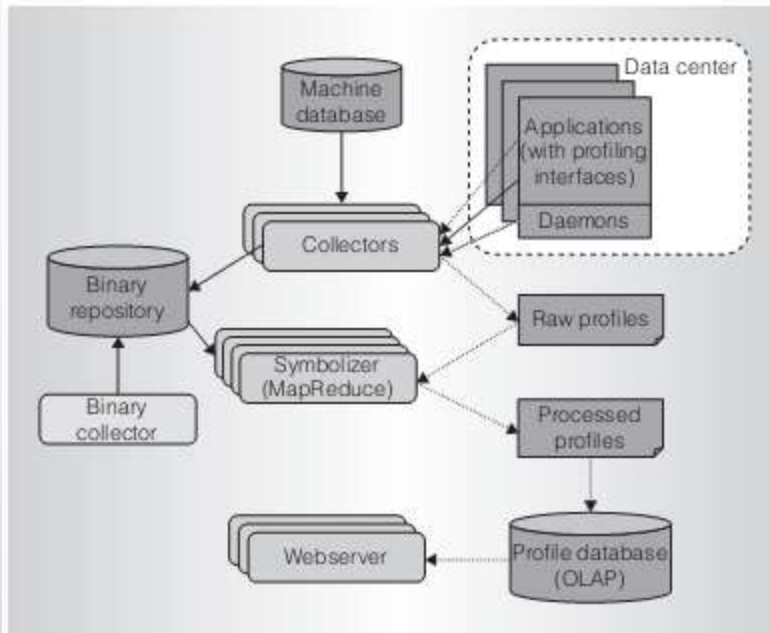 Machine
database
Data center
Applications
(with profiling
interfaces)
Daemons
Collectors
Binary
repository
Raw profiles
Symbolizer
(MapReduce)
Binary
collector
Processed
profiles
Webserver
Profile database
(OLAP)